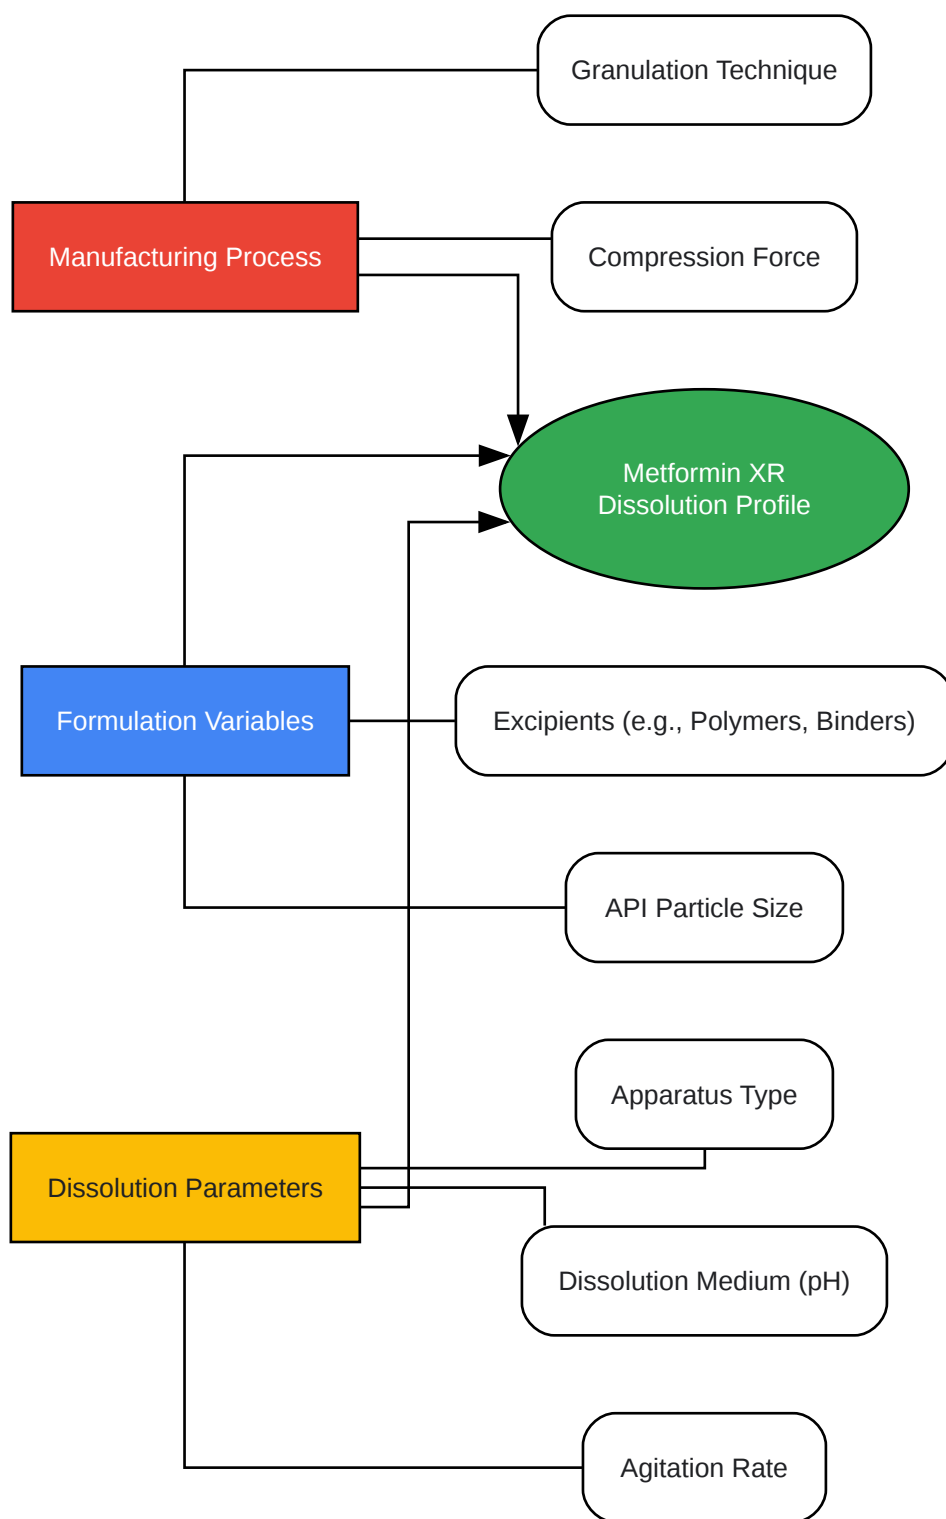 Granulation Technique
Manufacturing Process
Compression Force
Metformin XR
Dissolution Profile
Formulation Variables
Excipients (e.g., Polymers, Binders)
API Particle Size
Apparatus Type
Dissolution Parameters
Dissolution Medium (pH)
Agitation Rate